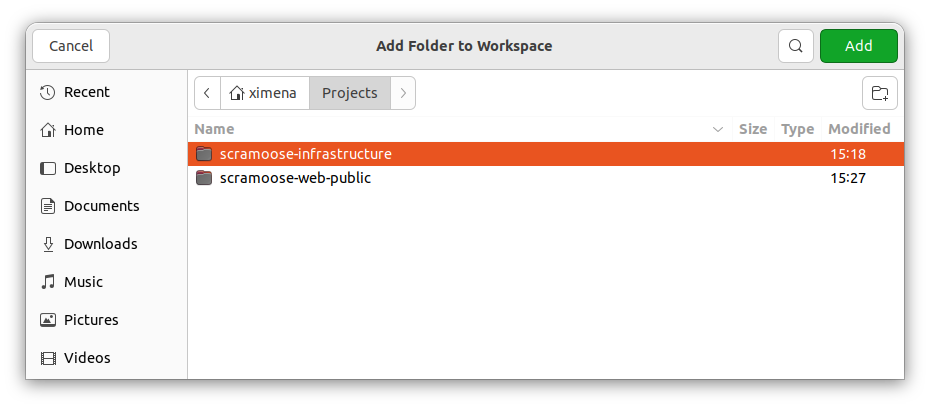 Cancel Add Folder to Workspace Add
Recent
Home
Desktop
Documents
Downloads
Music
Pictures
Videos
ximena Projects
Name Size Type Modified
scramoose-infrastructure 15:18
scramoose-web-public 15:27